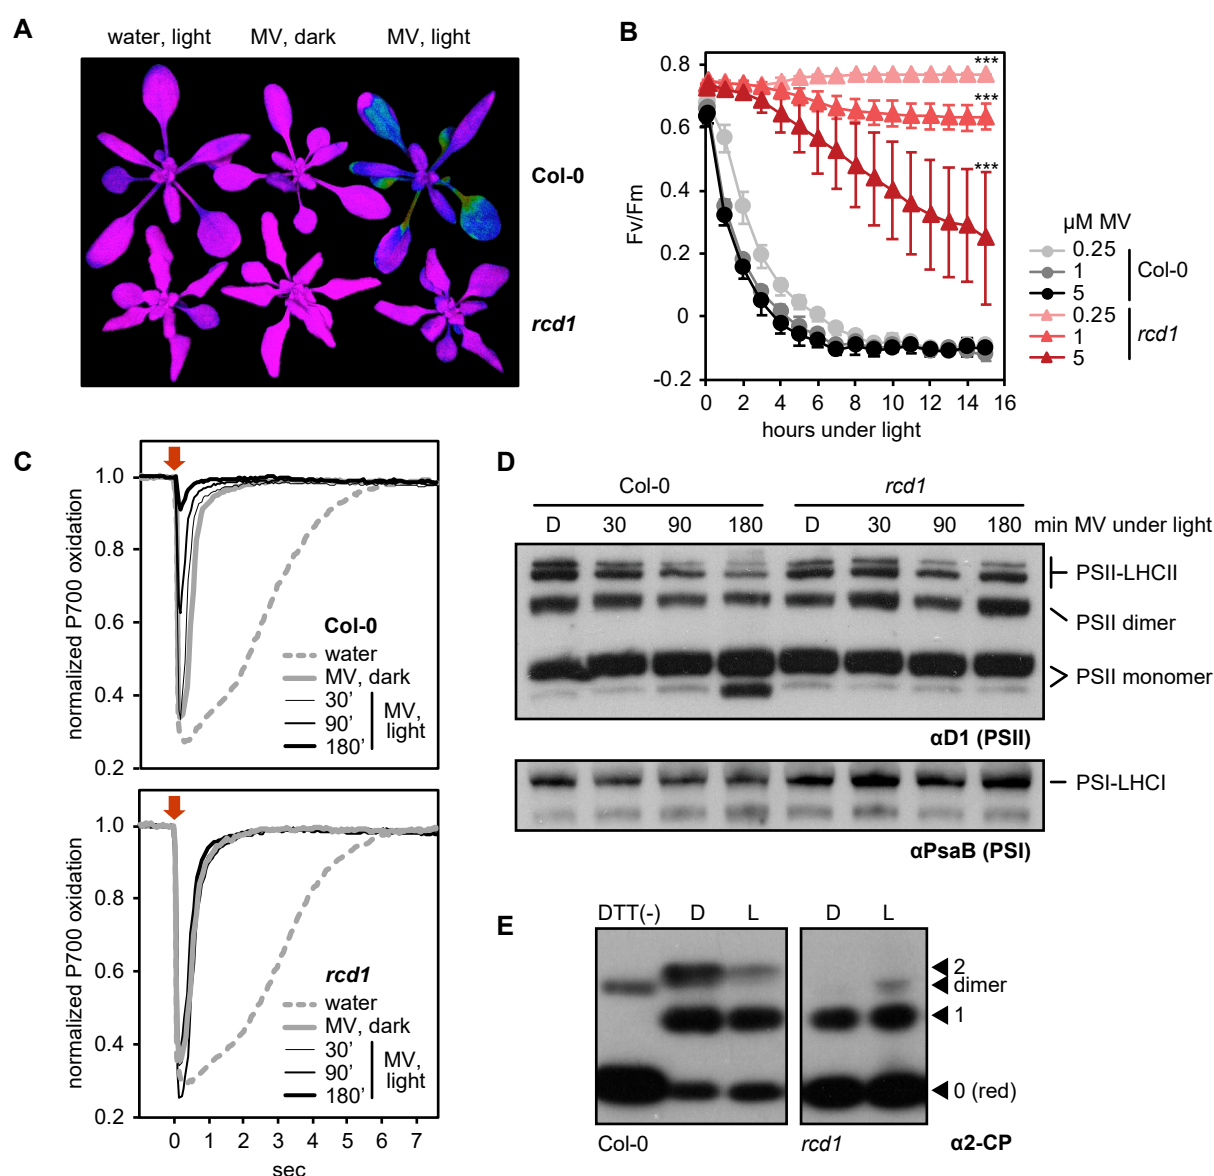 A
water, light MV, dark MV, light
Col-0
rcd1
B
0.8
0.6
0.4
0.2
0
-0.2
Fv/Fm
***
***
***
0 2 4 6 8 10 12 14 16
hours under light
µM MV
0.25
1
5
Col-0
0.25
1
5
rcd1
C
1.0
0.8
0.6
0.4
0.2
normalized P700 oxidation
Col-0
water
MV, dark
30’
90’
180’
MV,
light
1.0
0.8
0.6
0.4
0.2
normalized P700 oxidation
rcd1
water
MV, dark
30’
90’
180’
MV,
light
0 1 2 3 4 5 6 7
sec
D
Col-0 rcd1
D 30 90 180 D 30 90 180 min MV under light
PSII-LHCII
PSII dimer
PSII monomer
αD1 (PSII)
PSI-LHCI
αPsaB (PSI)
E
DTT(-) D L D L
2
dimer
1
0 (red)
Col-0 rcd1 α2-CP